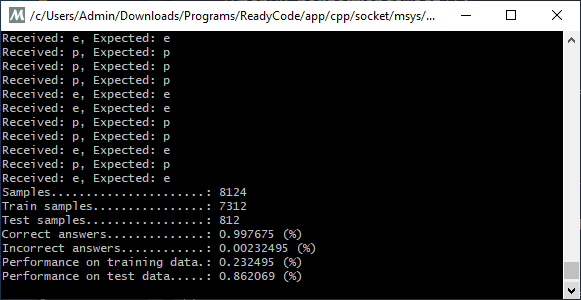 /c/Users/Admin/Downloads/Programs/ReadyCode/app/cpp/socket/msys/...
Received: e, Expected: e
Received: p, Expected: p
Received: p, Expected: p
Received: p, Expected: p
Received: e, Expected: e
Received: e, Expected: e
Received: p, Expected: p
Received: p, Expected: p
Received: e, Expected: e
Received: p, Expected: p
Received: e, Expected: e
Samples......................: 8124
Train samples................: 7312
Test samples.................: 812
Correct answers..............: 0.997675 (%)
Incorrect answers............: 0.00232495 (%)
Performance on training data.: 0.232495 (%)
Performance on test data.....: 0.862069 (%)